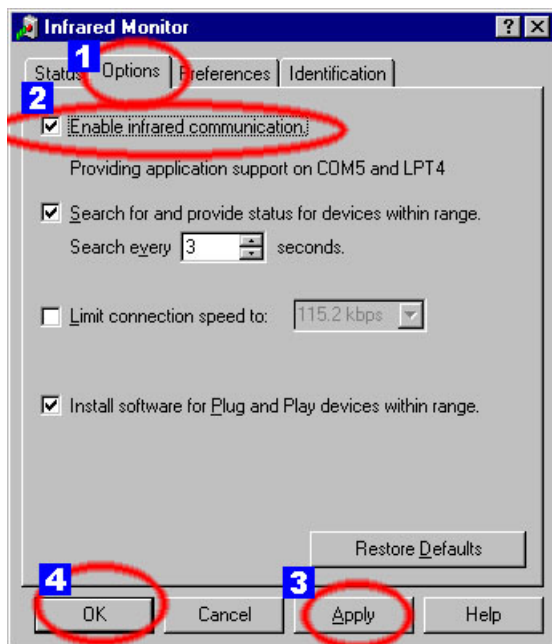 Infrared Monitor
1
Status Options Preferences Identification
2
Enable infrared communication.
Providing application support on COM5 and LPT4
Search for and provide status for devices within range.
Search every 3 seconds.
Limit connection speed to: 115.2 kbps
Install software for Plug and Play devices within range.
Restore Defaults
4 3
OK Cancel Apply Help